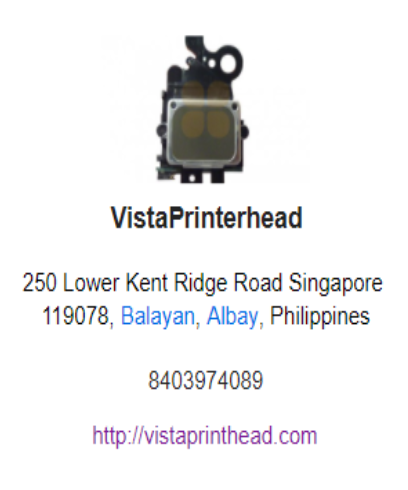 VistaPrinterhead
250 Lower Kent Ridge Road Singapore
119078, Balayan, Albay, Philippines
8403974089
http://vistaprinthead.com